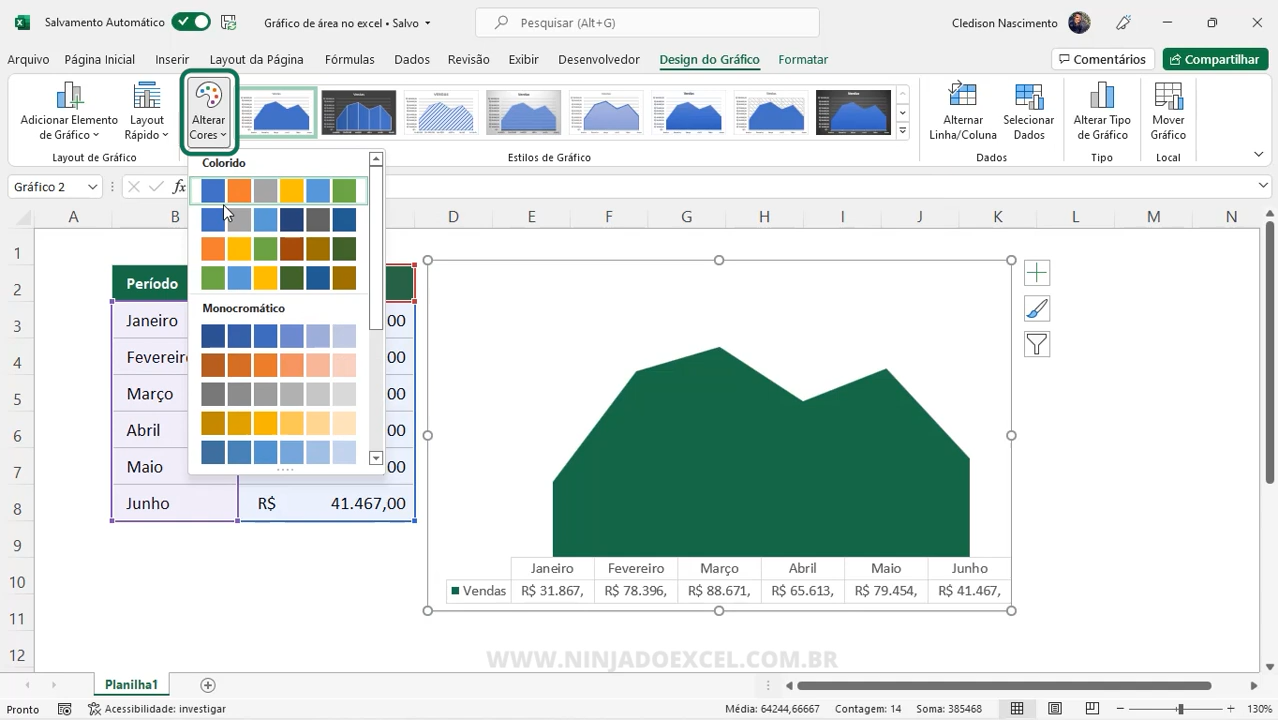 Salvamento Automático
Gráfico de área no excel • Salvo
Pesquisar (Alt+G)
Cledison Nascimento
Arquivo Página Inicial Inserir Layout da Página Fórmulas Dados Revisão Exibir Desenvolvedor Design do Gráfico Formatar
Comentários
Compartilhar
Adicionar Elemento de Gráfico
Layout Rápido
Alterar Cores
Alternar Linha/Coluna
Selecionar Dados
Alterar Tipo de Gráfico
Mover Gráfico
Layout de Gráfico
Estilos de Gráfico
Dados
Tipo
Local
Gráfico 2
fx
Colorido
Monocromático
A B D E F G H I J K L M N
1
2 Período
3 Janeiro 00
4 Fevereiro 00
5 Março 00
6 Abril 00
7 Maio 00
8 Junho R$ 41.467,00
9
10
11
12
Janeiro Fevereiro Março Abril Maio Junho
Vendas R$ 31.867, R$ 78.396, R$ 88.671, R$ 65.613, R$ 79.454, R$ 41.467,
WWW.NINJADOEXCEL.COM.BR
Planilha1
Pronto
Acessibilidade: investigar
Média: 64244,66667 Contagem: 14 Soma: 385468
130%